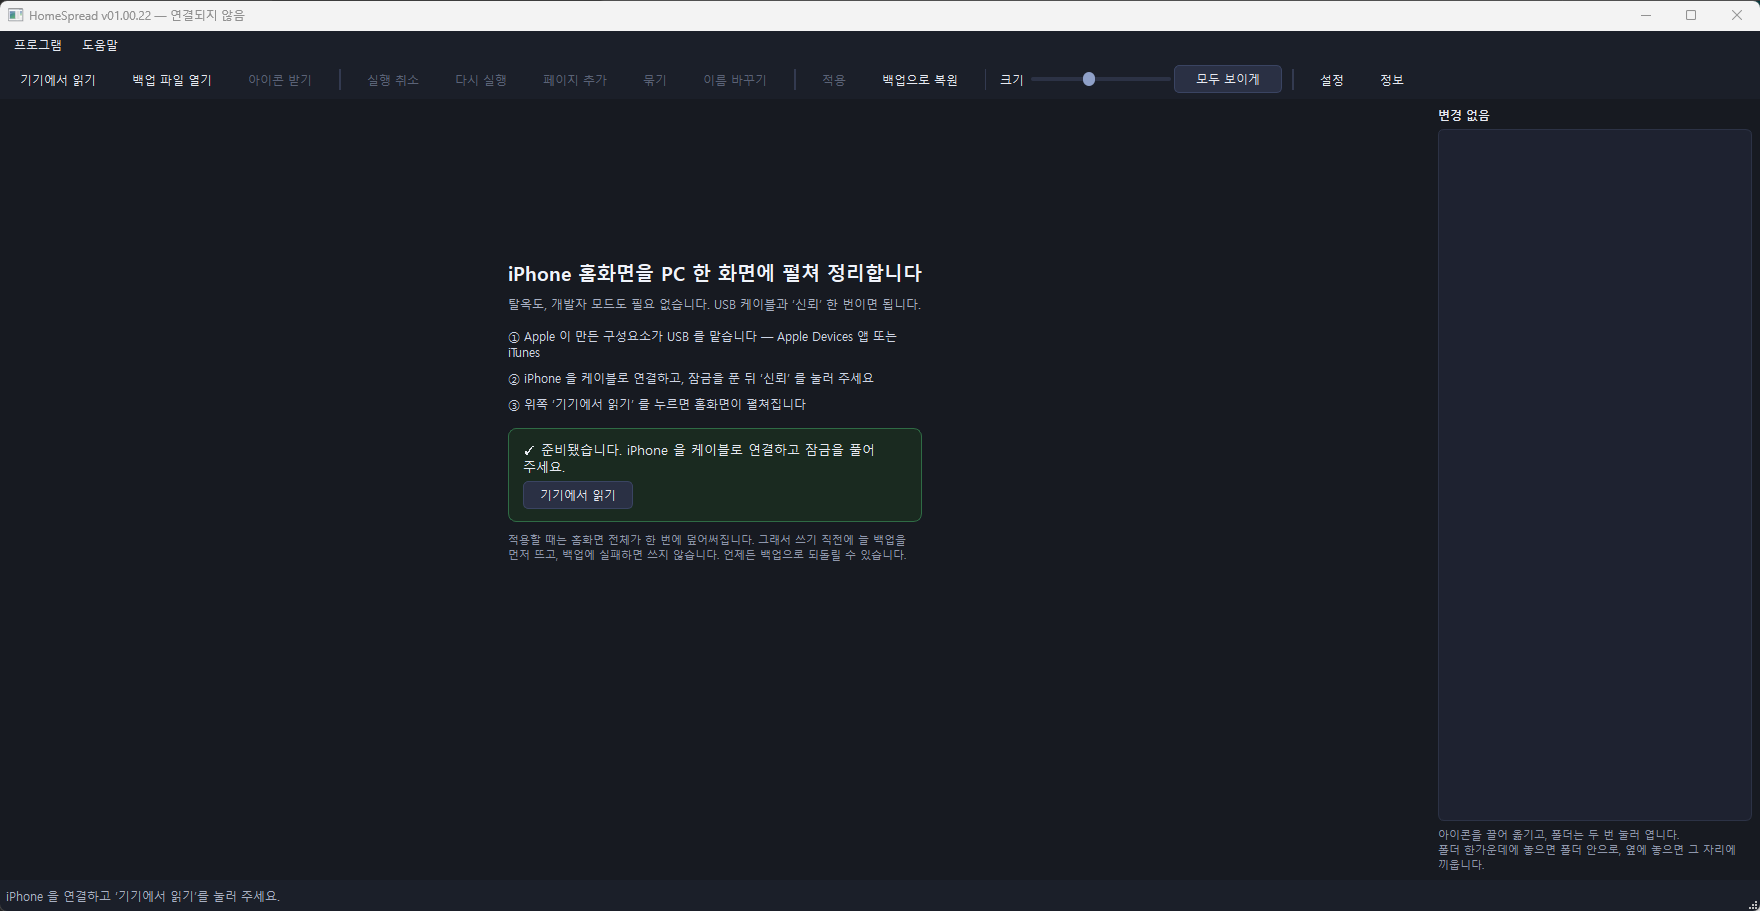 HomeSpread v01.00.22 — 연결되지 않음
프로그램 도움말
기기에서 읽기 백업 파일 열기 아이콘 받기 실행 취소 다시 실행 페이지 추가 묶기 이름 바꾸기 적용 백업으로 복원 크기 모두 보이게 설정 정보
변경 없음
iPhone 홈화면을 PC 한 화면에 펼쳐 정리합니다
탈옥도, 개발자 모드도 필요 없습니다. USB 케이블과 ‘신뢰’ 한 번이면 됩니다.
① Apple 이 만든 구성요소가 USB 를 맡습니다 — Apple Devices 앱 또는
iTunes
② iPhone 을 케이블로 연결하고, 잠금을 푼 뒤 ‘신뢰’ 를 눌러 주세요
③ 위쪽 ‘기기에서 읽기’ 를 누르면 홈화면이 펼쳐집니다
✓ 준비됐습니다. iPhone 을 케이블로 연결하고 잠금을 풀어
주세요.
기기에서 읽기
적용할 때는 홈화면 전체가 한 번에 덮어써집니다. 그래서 쓰기 직전에 늘 백업을
먼저 뜨고, 백업에 실패하면 쓰지 않습니다. 언제든 백업으로 되돌릴 수 있습니다.
아이콘을 끌어 옮기고, 폴더는 두 번 눌러 엽니다.
폴더 한가운데에 놓으면 폴더 안으로, 옆에 놓으면 그 자리에
끼웁니다.
iPhone 을 연결하고 ‘기기에서 읽기’를 눌러 주세요.